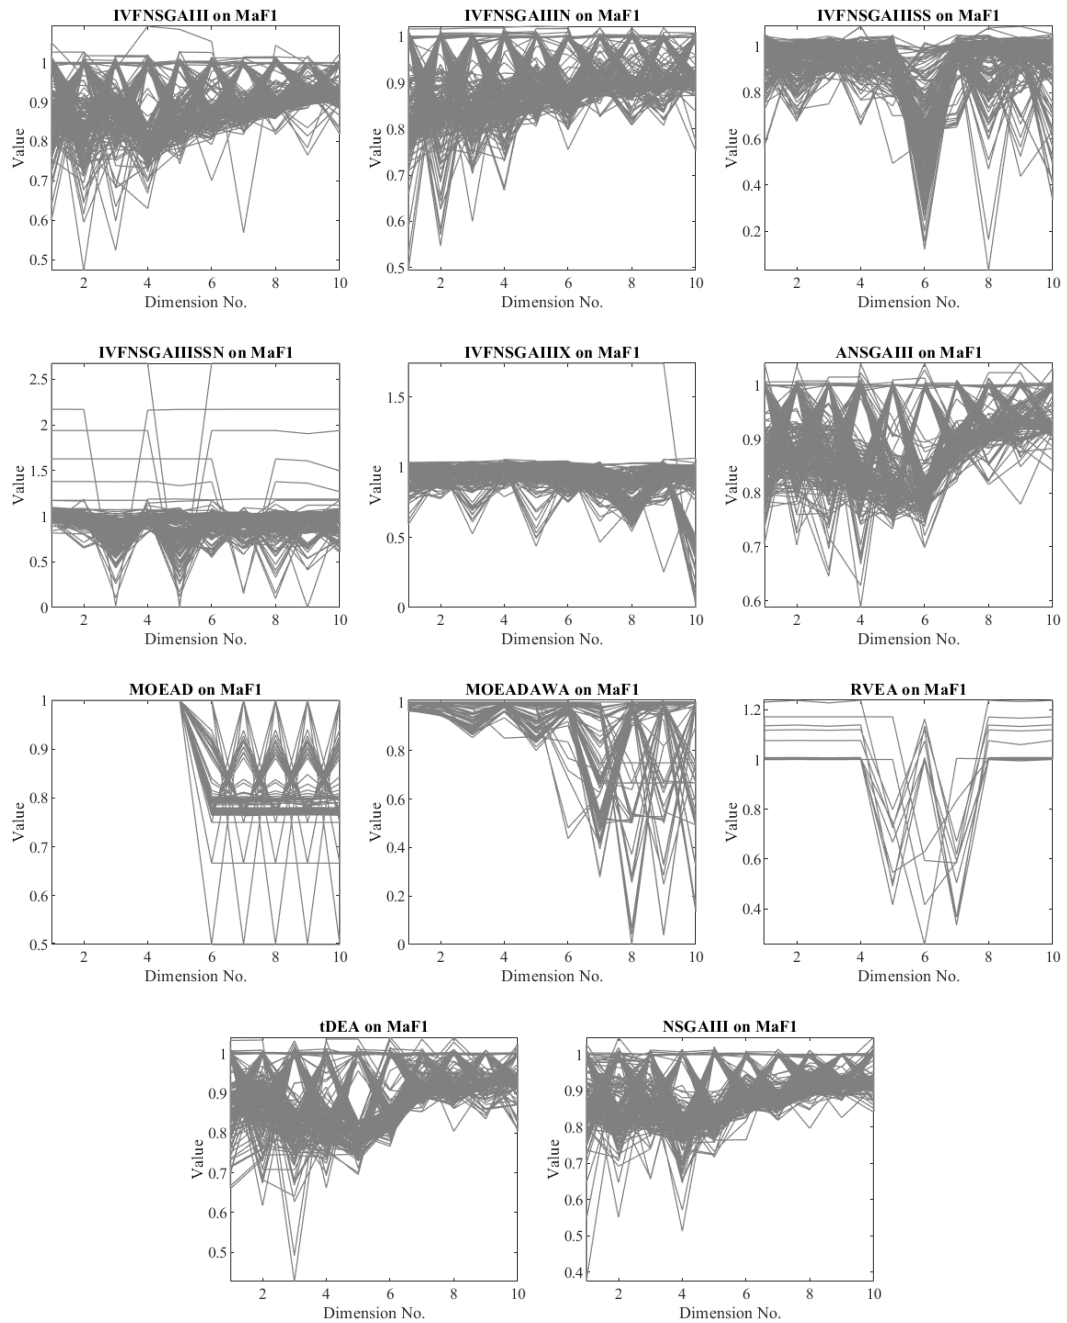 IVFNSGAIII on MaF1
1
0.9
0.8
0.7
0.6
0.5
Value
2 4 6 8 10
Dimension No.
IVFNSGAIIIN on MaF1
1
0.9
0.8
0.7
0.6
0.5
Value
2 4 6 8 10
Dimension No.
IVFNSGAIIISS on MaF1
1
0.8
0.6
0.4
0.2
Value
2 4 6 8 10
Dimension No.
IVFNSGAIIISSN on MaF1
2.5
2
1.5
1
0.5
0
Value
2 4 6 8 10
Dimension No.
IVFNSGAIIIX on MaF1
1.5
1
0.5
0
Value
2 4 6 8 10
Dimension No.
ANSGAIII on MaF1
1
0.9
0.8
0.7
0.6
Value
2 4 6 8 10
Dimension No.
MOEAD on MaF1
1
0.9
0.8
0.7
0.6
0.5
Value
2 4 6 8 10
Dimension No.
MOEADAWA on MaF1
1
0.8
0.6
0.4
0.2
0
Value
2 4 6 8 10
Dimension No.
RVEA on MaF1
1.2
1
0.8
0.6
0.4
Value
2 4 6 8 10
Dimension No.
tDEA on MaF1
1
0.9
0.8
0.7
0.6
0.5
Value
2 4 6 8 10
Dimension No.
NSGAIII on MaF1
1
0.9
0.8
0.7
0.6
0.5
0.4
Value
2 4 6 8 10
Dimension No.